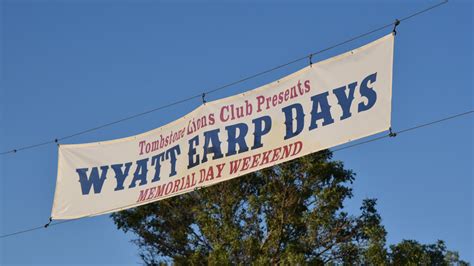 Tombstone Lions Club Presents
WYATT EARP DAYS
MEMORIAL DAY WEEKEND